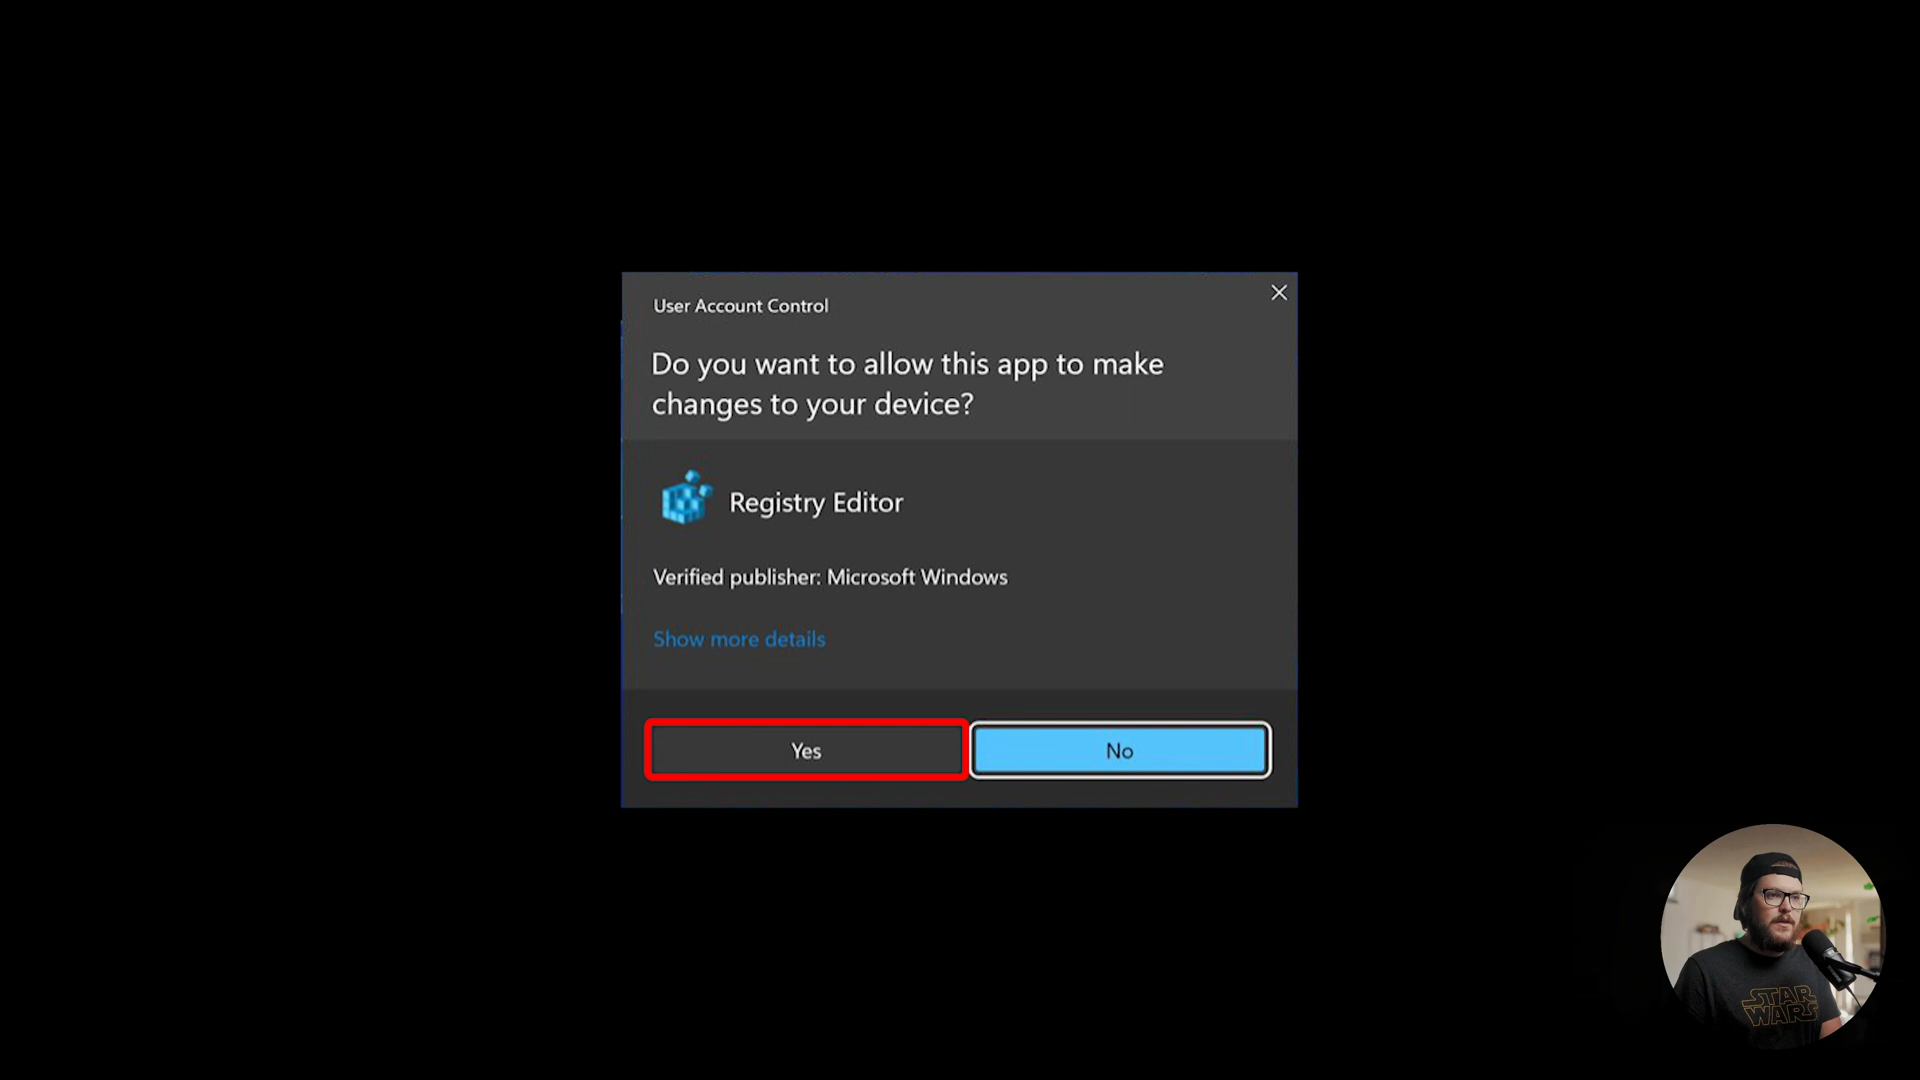 User Account Control
Do you want to allow this app to make
changes to your device?
Registry Editor
Verified publisher: Microsoft Windows
Show more details
Yes
No
STAR
WARS